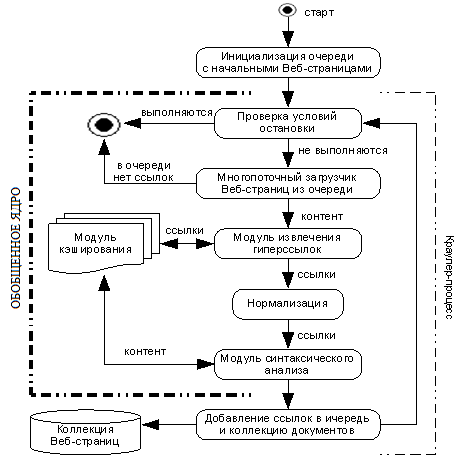 старт
Инициализация очереди
с начальными Веб-страницами
выполняются
Проверка условий
остановки
не выполняются
в очереди
нет ссылок
Многопоточный загрузчик
Веб-страниц из очереди
контент
Модуль
кэширования
ссылки
Модуль извлечения
гиперссылок
ссылки
Нормализация
ссылки
контент
Модуль синтаксического
анализа
Коллекция
Веб-страниц
Добавление ссылок в ичередь
и коллекцию документов
ОБОБЩЕННОЕ ЯДРО
Краулер-процесс